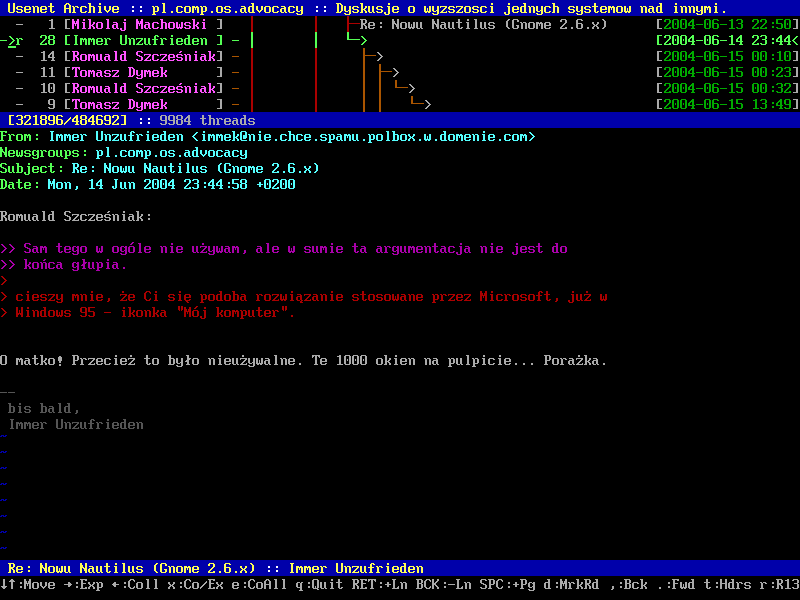 Usenet Archive :: pl.comp.os.advocacy :: Dyskusje o wyzszosci jednych systemow nad innymi.
- 1 [Mikolaj Machowski ] Re: Nowu Nautilus (Gnome 2.6.x) [2004-06-13 22:50]
->r 28 [Immer Unzufrieden ] - > [2004-06-14 23:44<
- 14 [Romuald Szcześniak] - > [2004-06-15 00:10]
- 11 [Tomasz Dymek ] - > [2004-06-15 00:23]
- 10 [Romuald Szcześniak] - > [2004-06-15 00:32]
- 9 [Tomasz Dymek ] - > [2004-06-15 13:49]
[321896/484692] :: 9984 threads
From: Immer Unzufrieden <immek@nie.chce.spamu.polbox.w.domenie.com>
Newsgroups: pl.comp.os.advocacy
Subject: Re: Nowu Nautilus (Gnome 2.6.x)
Date: Mon, 14 Jun 2004 23:44:58 +0200
Romuald Szcześniak:
>> Sam tego w ogóle nie używam, ale w sumie ta argumentacja nie jest do
>> końca głupia.
>
> cieszy mnie, że Ci się podoba rozwiązanie stosowane przez Microsoft, już w
> Windows 95 - ikonka "Mój komputer".
O matko! Przecież to było nieużywalne. Te 1000 okien na pulpicie... Porażka.
--
bis bald,
Immer Unzufrieden
~
~
~
~
~
~
~
~
Re: Nowu Nautilus (Gnome 2.6.x) :: Immer Unzufrieden
↓↑:Move →:Exp ←:Coll x:Co/Ex e:CoAll q:Quit RET:+Ln BCK:-Ln SPC:+Pg d:MrkRd ,:Bck .:Fwd t:Hdrs r:R13